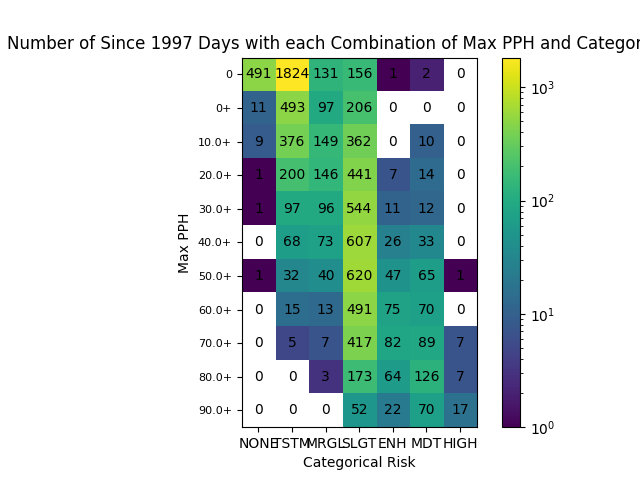 Number of Since 1997 Days with each Combination of Max PPH and Categor
0 491 1824 131 156 1 2 0
0+ 11 493 97 206 0 0 0
10.0+ 9 376 149 362 0 10 0
20.0+ 1 200 146 441 7 14 0
30.0+ 1 97 96 544 11 12 0
40.0+ 0 68 73 607 26 33 0
50.0+ 1 32 40 620 47 65 1
60.0+ 0 15 13 491 75 70 0
70.0+ 0 5 7 417 82 89 7
80.0+ 0 0 3 173 64 126 7
90.0+ 0 0 0 52 22 70 17
NONE TSTM MRGL SLGT ENH MDT HIGH
Categorical Risk
Max PPH
10³
10²
10¹
10⁰